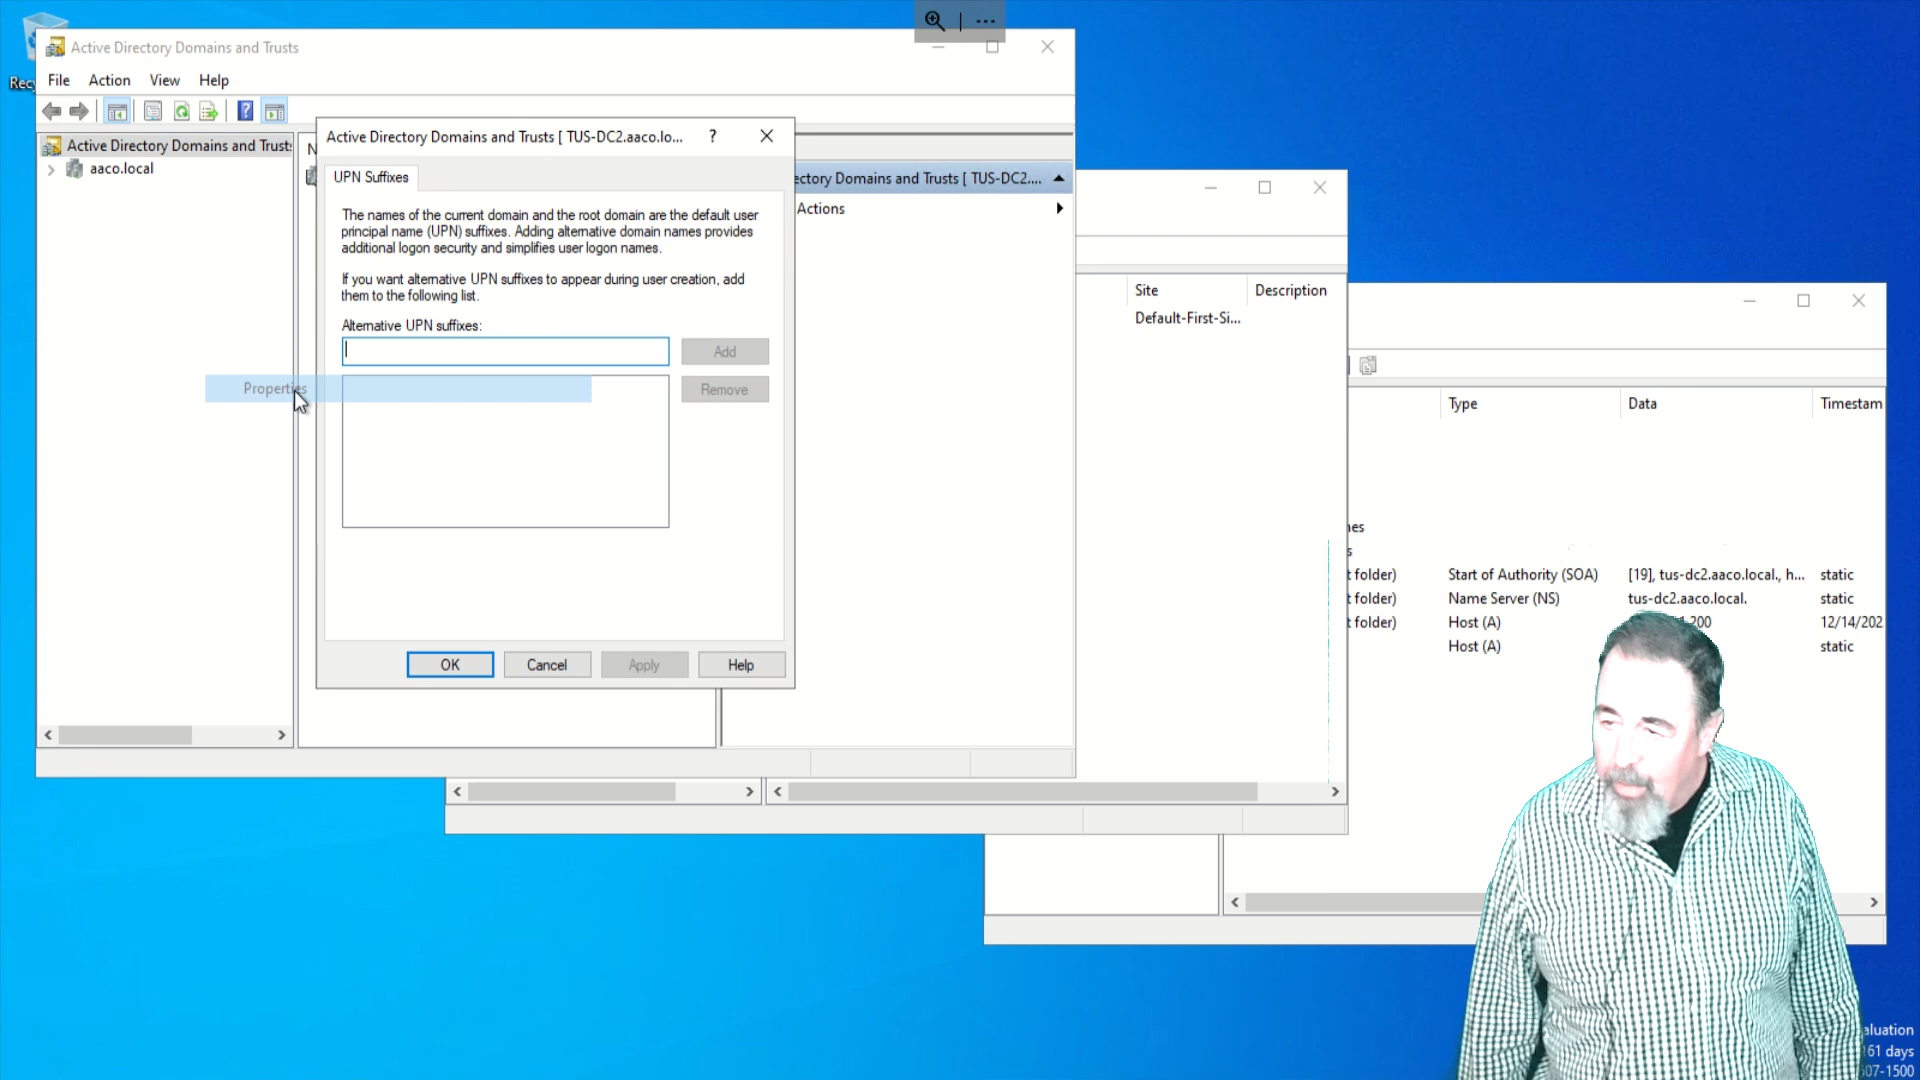 Active Directory Domains and Trusts
File Action View Help
Active Directory Domains and Trusts
aaco.local
Active Directory Domains and Trusts [ TUS-DC2.aaco.lo... ?
UPN Suffixes
The names of the current domain and the root domain are the default user
principal name (UPN) suffixes. Adding alternative domain names provides
additional logon security and simplifies user logon names.
If you want alternative UPN suffixes to appear during user creation, add
them to the following list.
Alternative UPN suffixes:
Add
Properties
Remove
OK Cancel Apply Help
ectory Domains and Trusts [ TUS-DC2....
Actions
Site Description
Default-First-Si...
Type Data Timestam
t folder) Start of Authority (SOA) [19], tus-dc2.aaco.local., h... static
t folder) Name Server (NS) tus-dc2.aaco.local. static
t folder) Host (A) 200 12/14/202
Host (A) static
aluation
161 days
507-1500